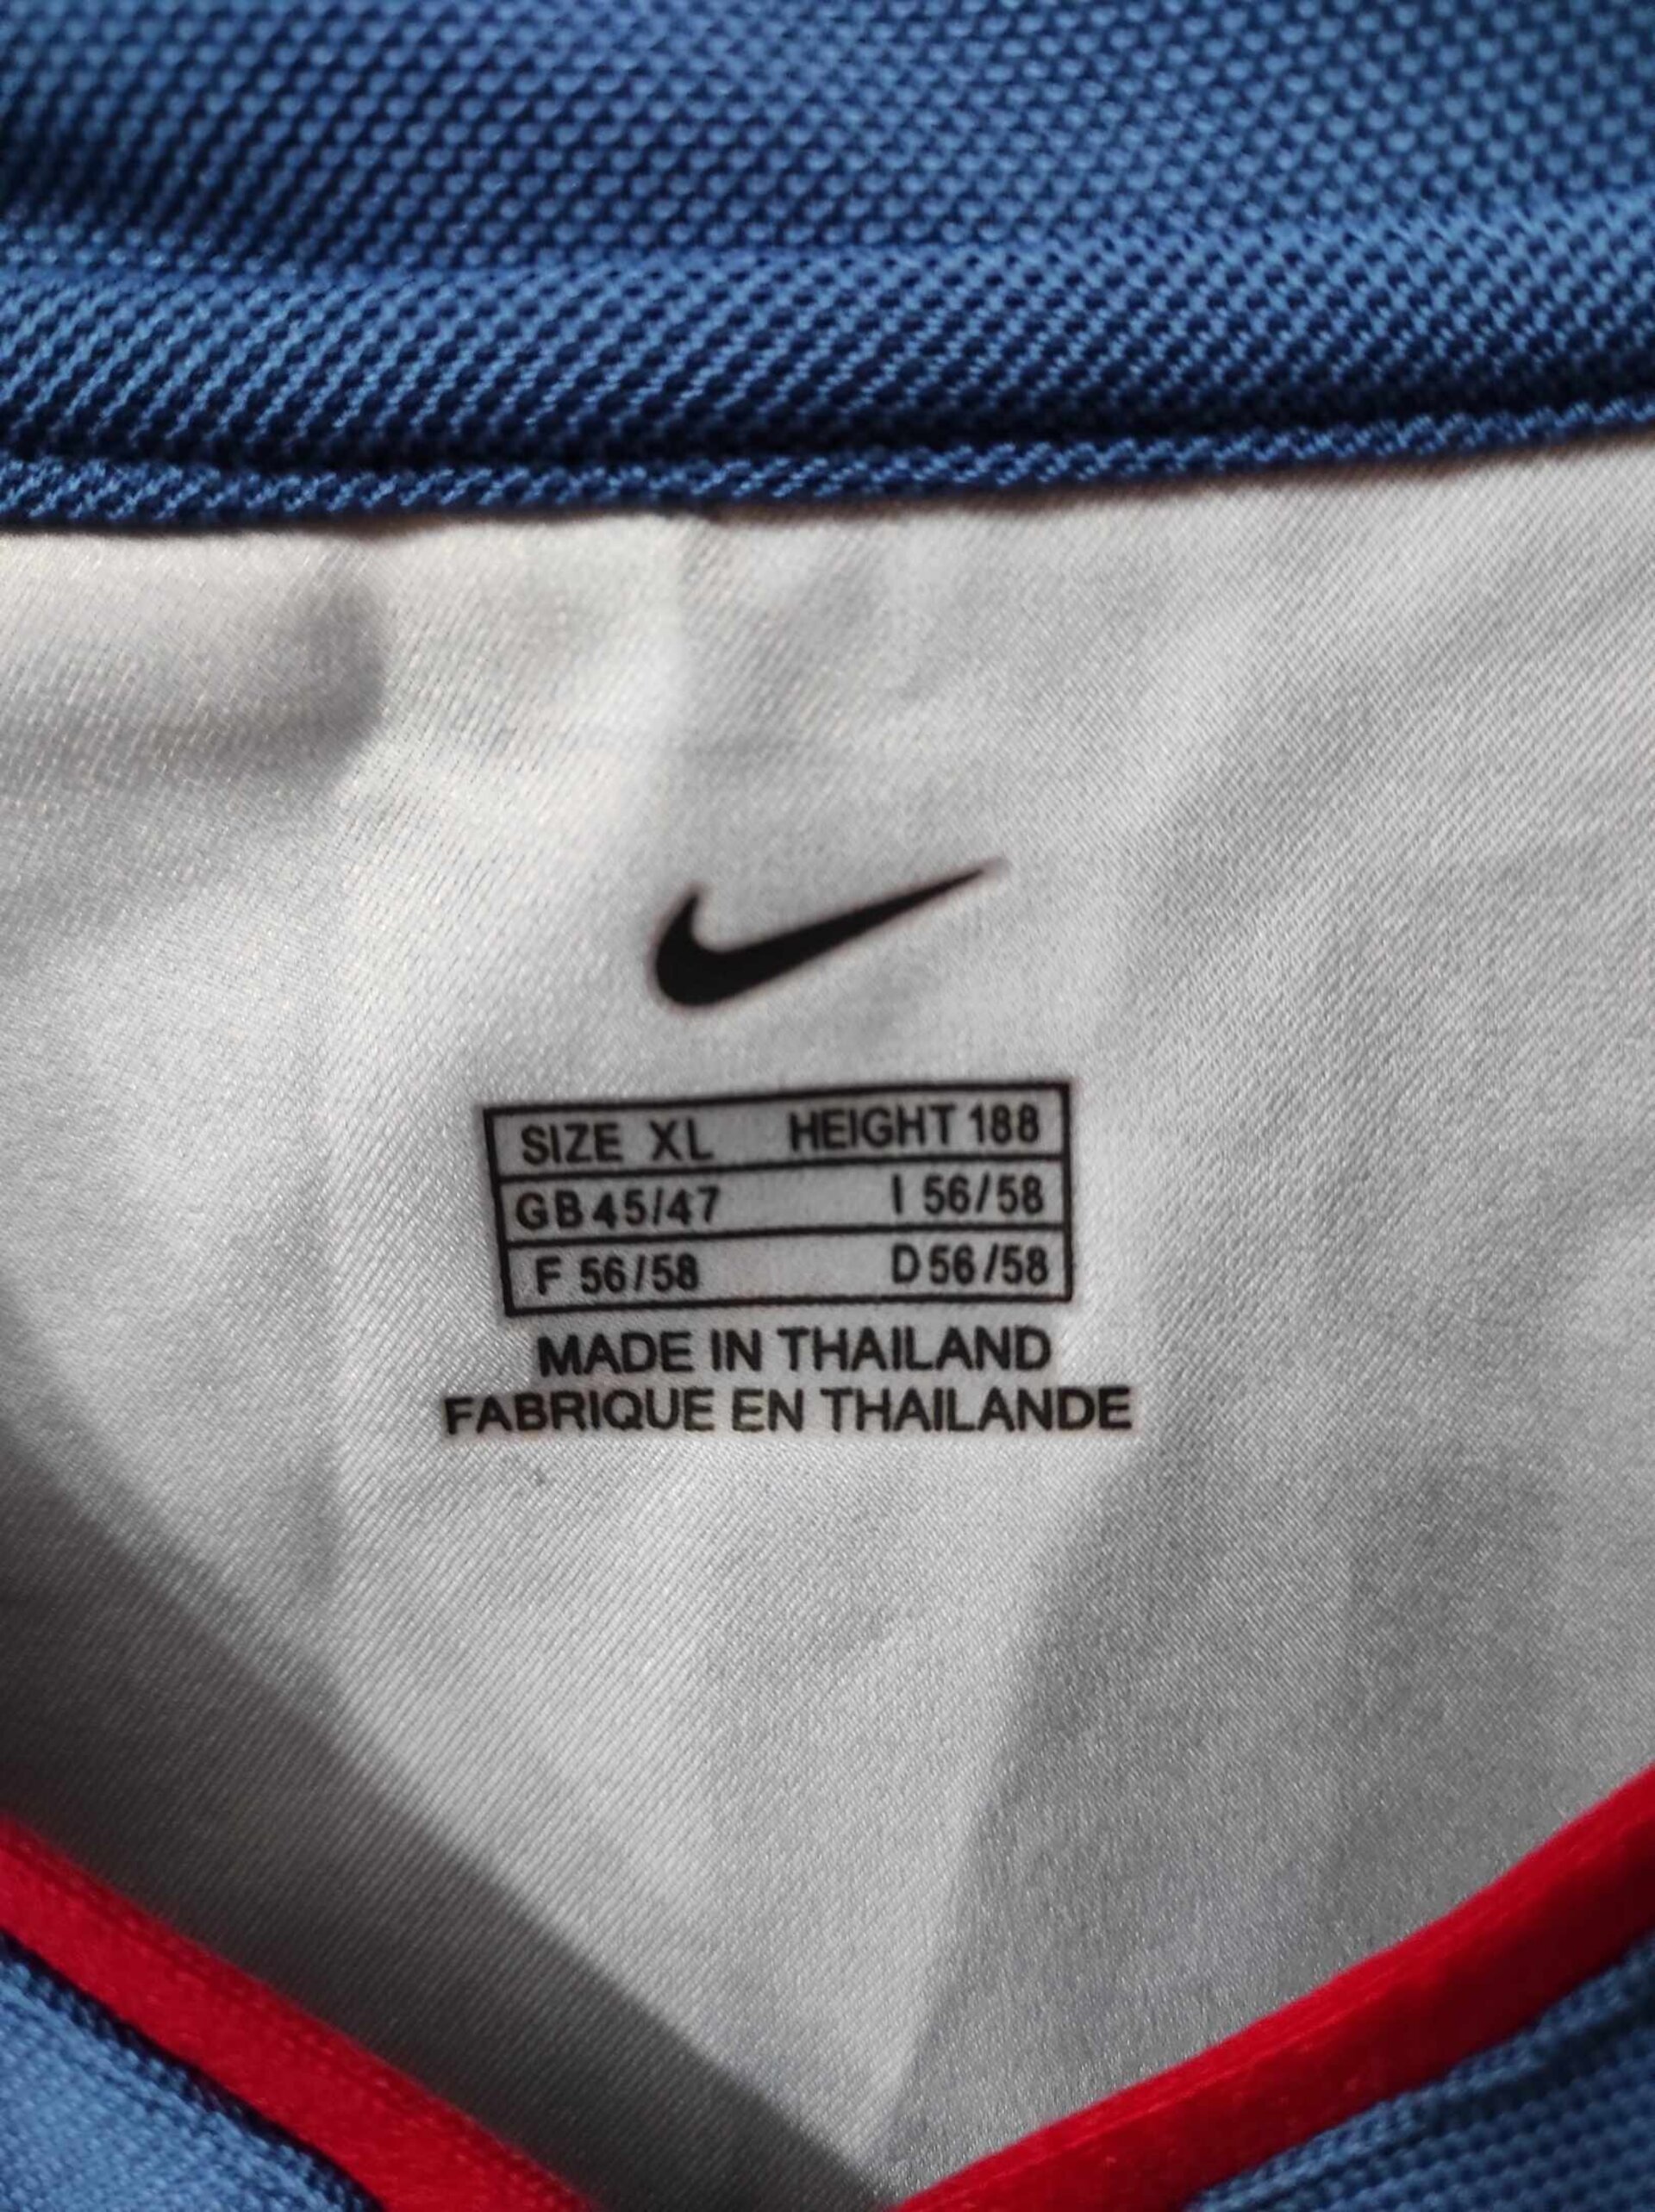 SIZE XL HEIGHT 188
GB 45/47 I 56/58
F 56/58 D 56/58
MADE IN THAILAND
FABRIQUE EN THAILANDE